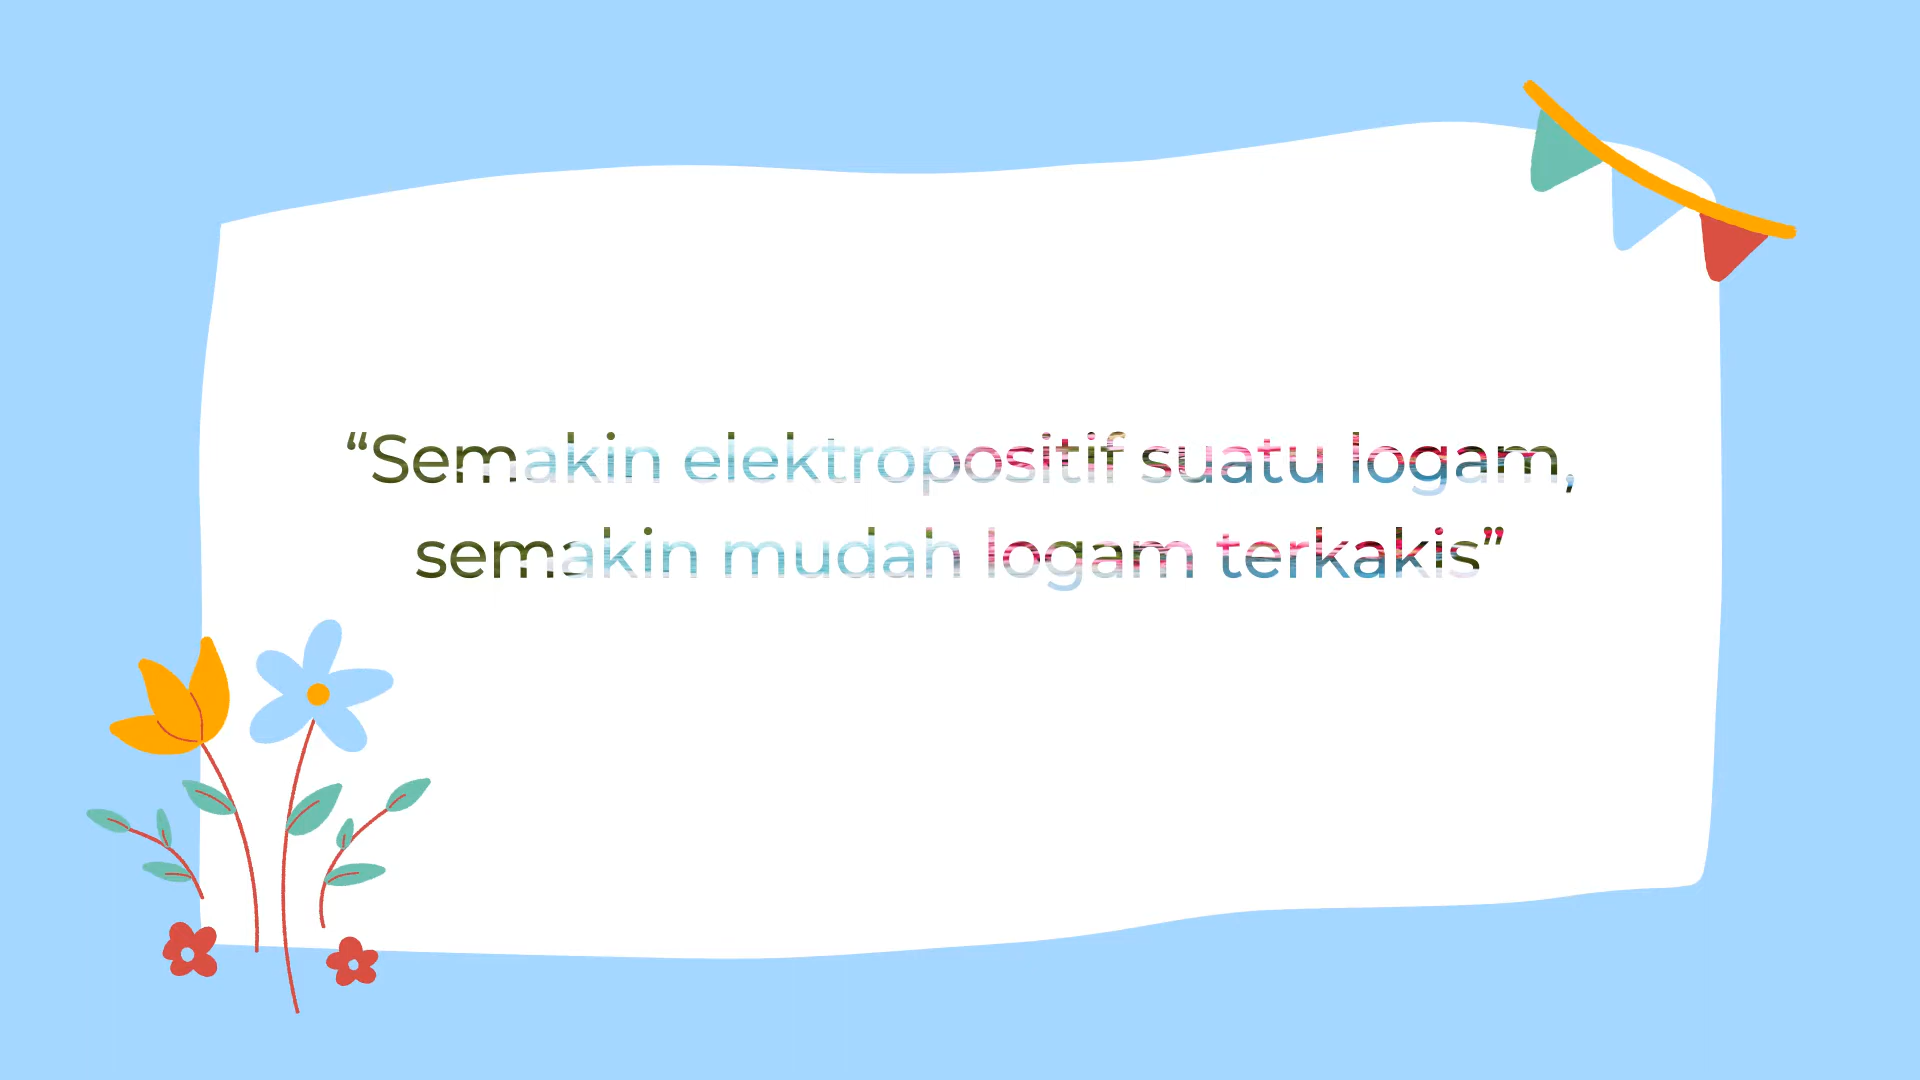 “Semakin elektropositif suatu logam,
semakin mudah logam terkakis”